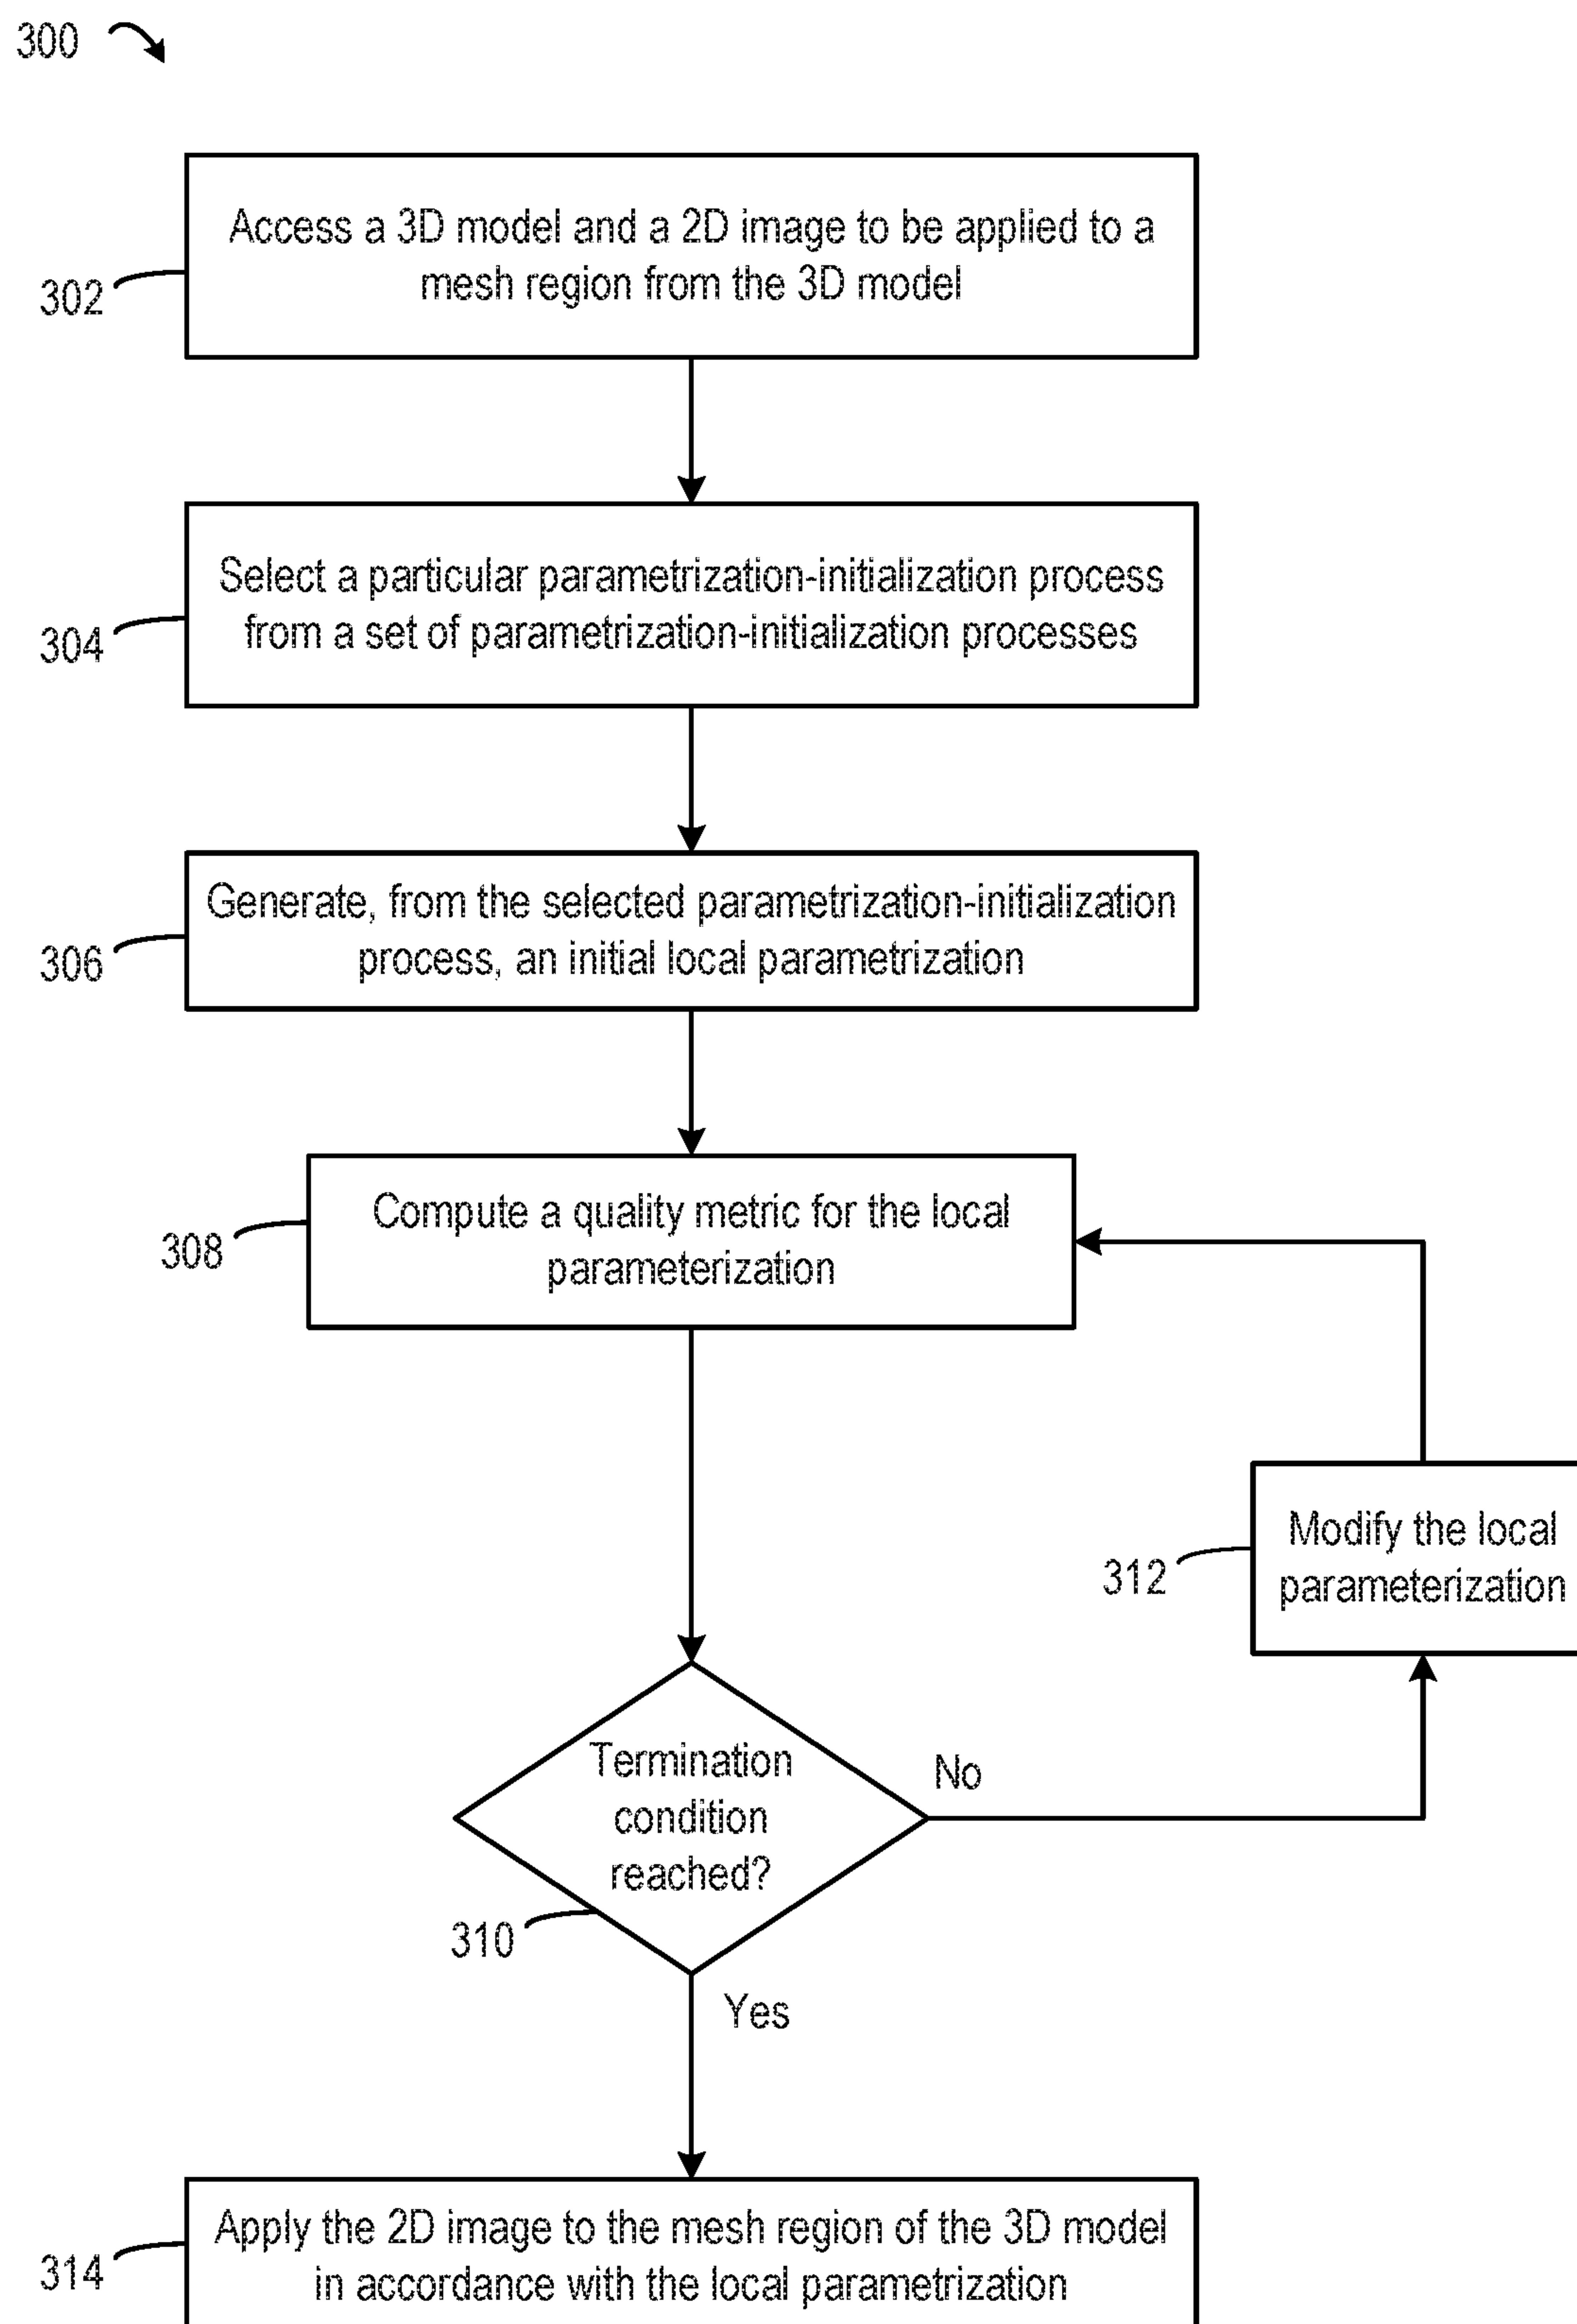 300
Access a 3D model and a 2D image to be applied to a
mesh region from the 3D model
302
Select a particular parametrization-initialization process
from a set of parametrization-initialization processes
304
Generate, from the selected parametrization-initialization
process, an initial local parametrization
306
Compute a quality metric for the local
parameterization
308
Modify the local
parameterization
312
Termination
condition
reached?
No
310
Yes
Apply the 2D image to the mesh region of the 3D model
in accordance with the local parametrization
314